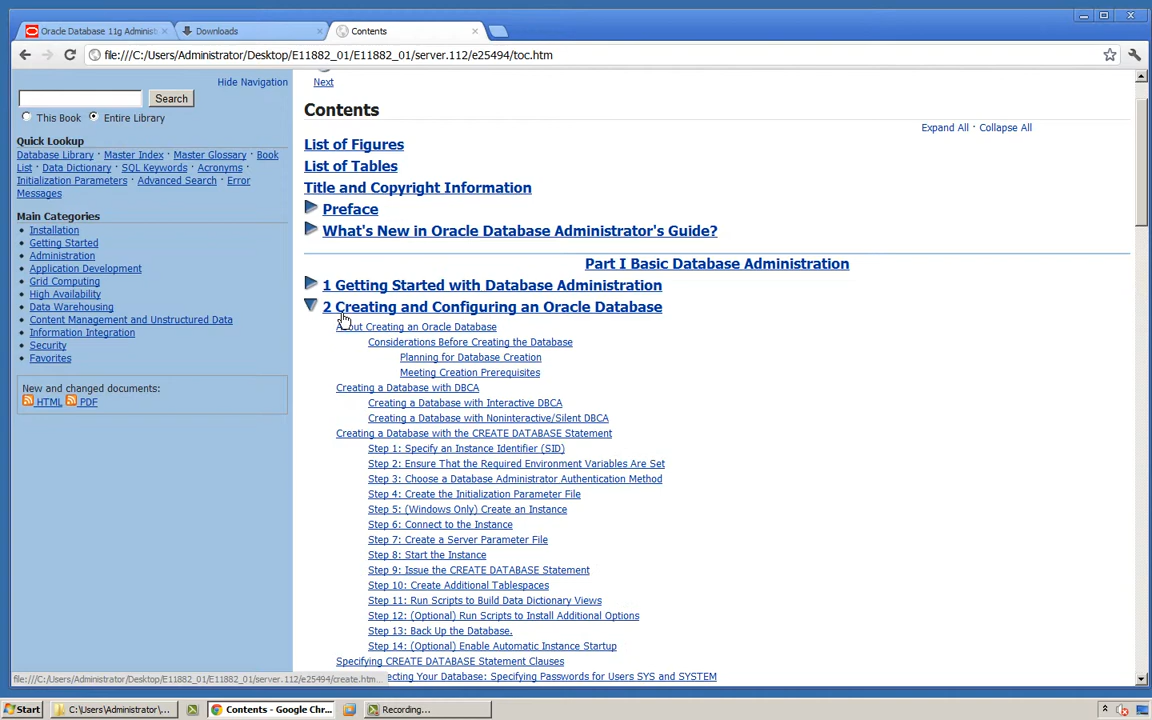 Oracle Database 11g Administ
Downloads
Contents
file:///C:/Users/Administrator/Desktop/E11882_01/E11882_01/server.112/e25494/toc.htm
Hide Navigation
Search
This Book
Entire Library
Quick Lookup
Database Library · Master Index · Master Glossary · Book
List · Data Dictionary · SQL Keywords · Acronyms ·
Initialization Parameters · Advanced Search · Error
Messages
Main Categories
Installation
Getting Started
Administration
Application Development
Grid Computing
High Availability
Data Warehousing
Content Management and Unstructured Data
Information Integration
Security
Favorites
New and changed documents:
HTML PDF
Next
Contents
Expand All · Collapse All
List of Figures
List of Tables
Title and Copyright Information
Preface
What's New in Oracle Database Administrator's Guide?
Part I Basic Database Administration
1 Getting Started with Database Administration
2 Creating and Configuring an Oracle Database
About Creating an Oracle Database
Considerations Before Creating the Database
Planning for Database Creation
Meeting Creation Prerequisites
Creating a Database with DBCA
Creating a Database with Interactive DBCA
Creating a Database with Noninteractive/Silent DBCA
Creating a Database with the CREATE DATABASE Statement
Step 1: Specify an Instance Identifier (SID)
Step 2: Ensure That the Required Environment Variables Are Set
Step 3: Choose a Database Administrator Authentication Method
Step 4: Create the Initialization Parameter File
Step 5: (Windows Only) Create an Instance
Step 6: Connect to the Instance
Step 7: Create a Server Parameter File
Step 8: Start the Instance
Step 9: Issue the CREATE DATABASE Statement
Step 10: Create Additional Tablespaces
Step 11: Run Scripts to Build Data Dictionary Views
Step 12: (Optional) Run Scripts to Install Additional Options
Step 13: Back Up the Database.
Step 14: (Optional) Enable Automatic Instance Startup
Specifying CREATE DATABASE Statement Clauses
ecting Your Database: Specifying Passwords for Users SYS and SYSTEM
file:///C:/Users/Administrator/Desktop/E11882_01/E11882_01/server.112/e25494/create.htm...
Start
C:\Users\Administrator\...
Contents - Google Chr...
Recording...